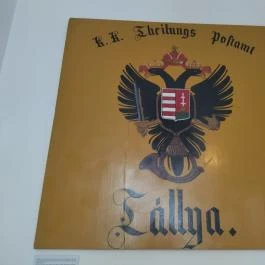 K. K. Theilungs Postamt
Tállya.